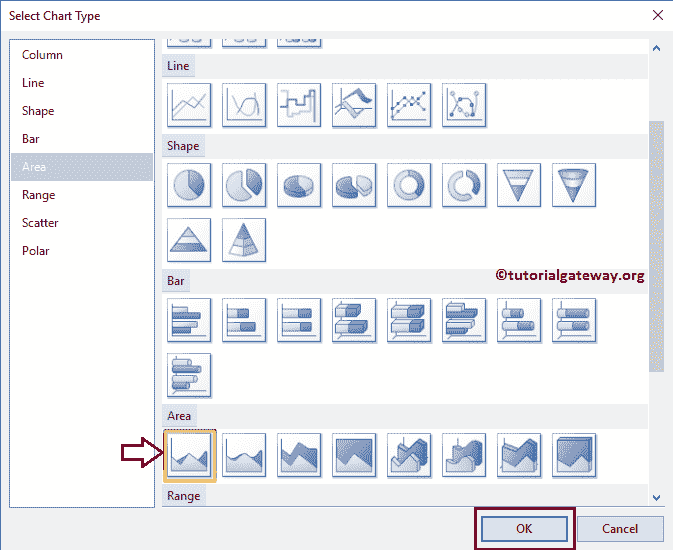 Select Chart Type
Column
Line
Shape
Bar
Area
Range
Scatter
Polar
Line
Shape
©tutorialgateway.org
Bar
Area
Range
OK
Cancel